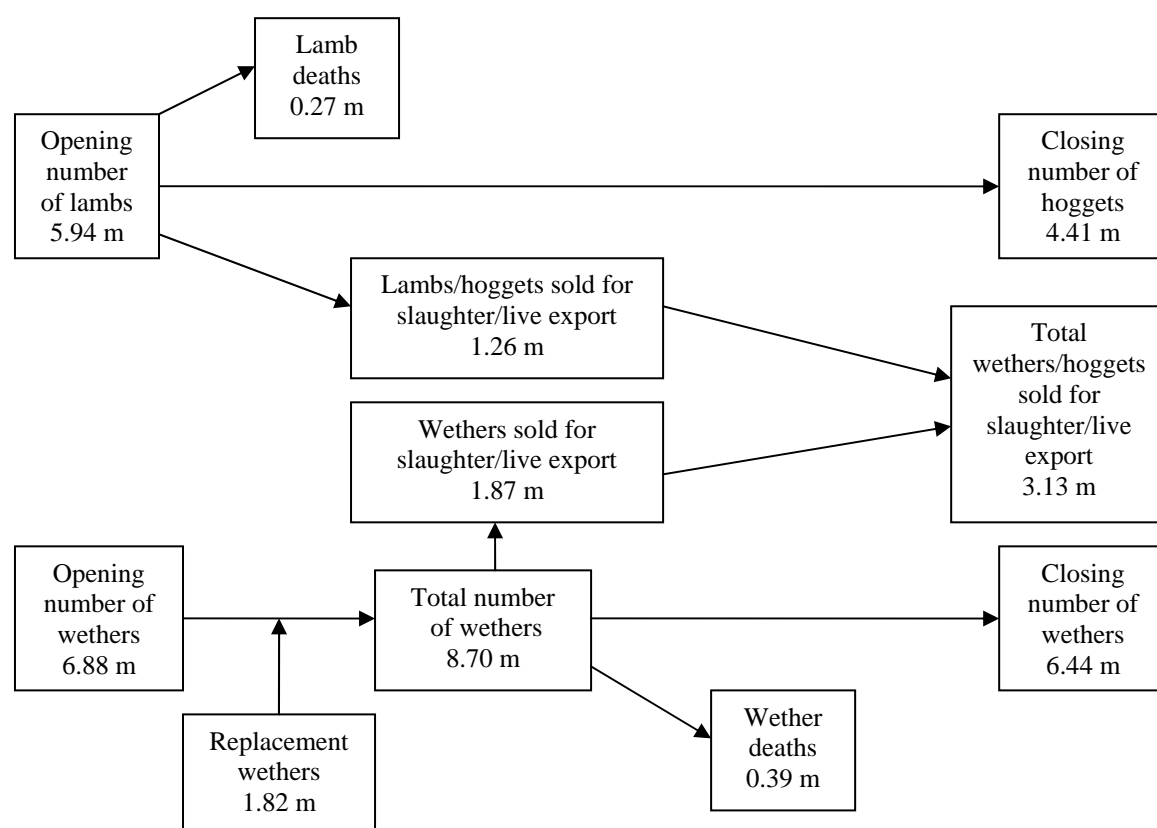 Lamb
deaths
0.27 m
Opening
number
of lambs
5.94 m
Closing
number of
hoggets
4.41 m
Lambs/hoggets sold for
slaughter/live export
1.26 m
Total
wethers/hoggets
sold for
slaughter/live
export
3.13 m
Wethers sold for
slaughter/live export
1.87 m
Opening
number of
wethers
6.88 m
Total number
of wethers
8.70 m
Closing
number of
wethers
6.44 m
Replacement
wethers
1.82 m
Wether
deaths
0.39 m